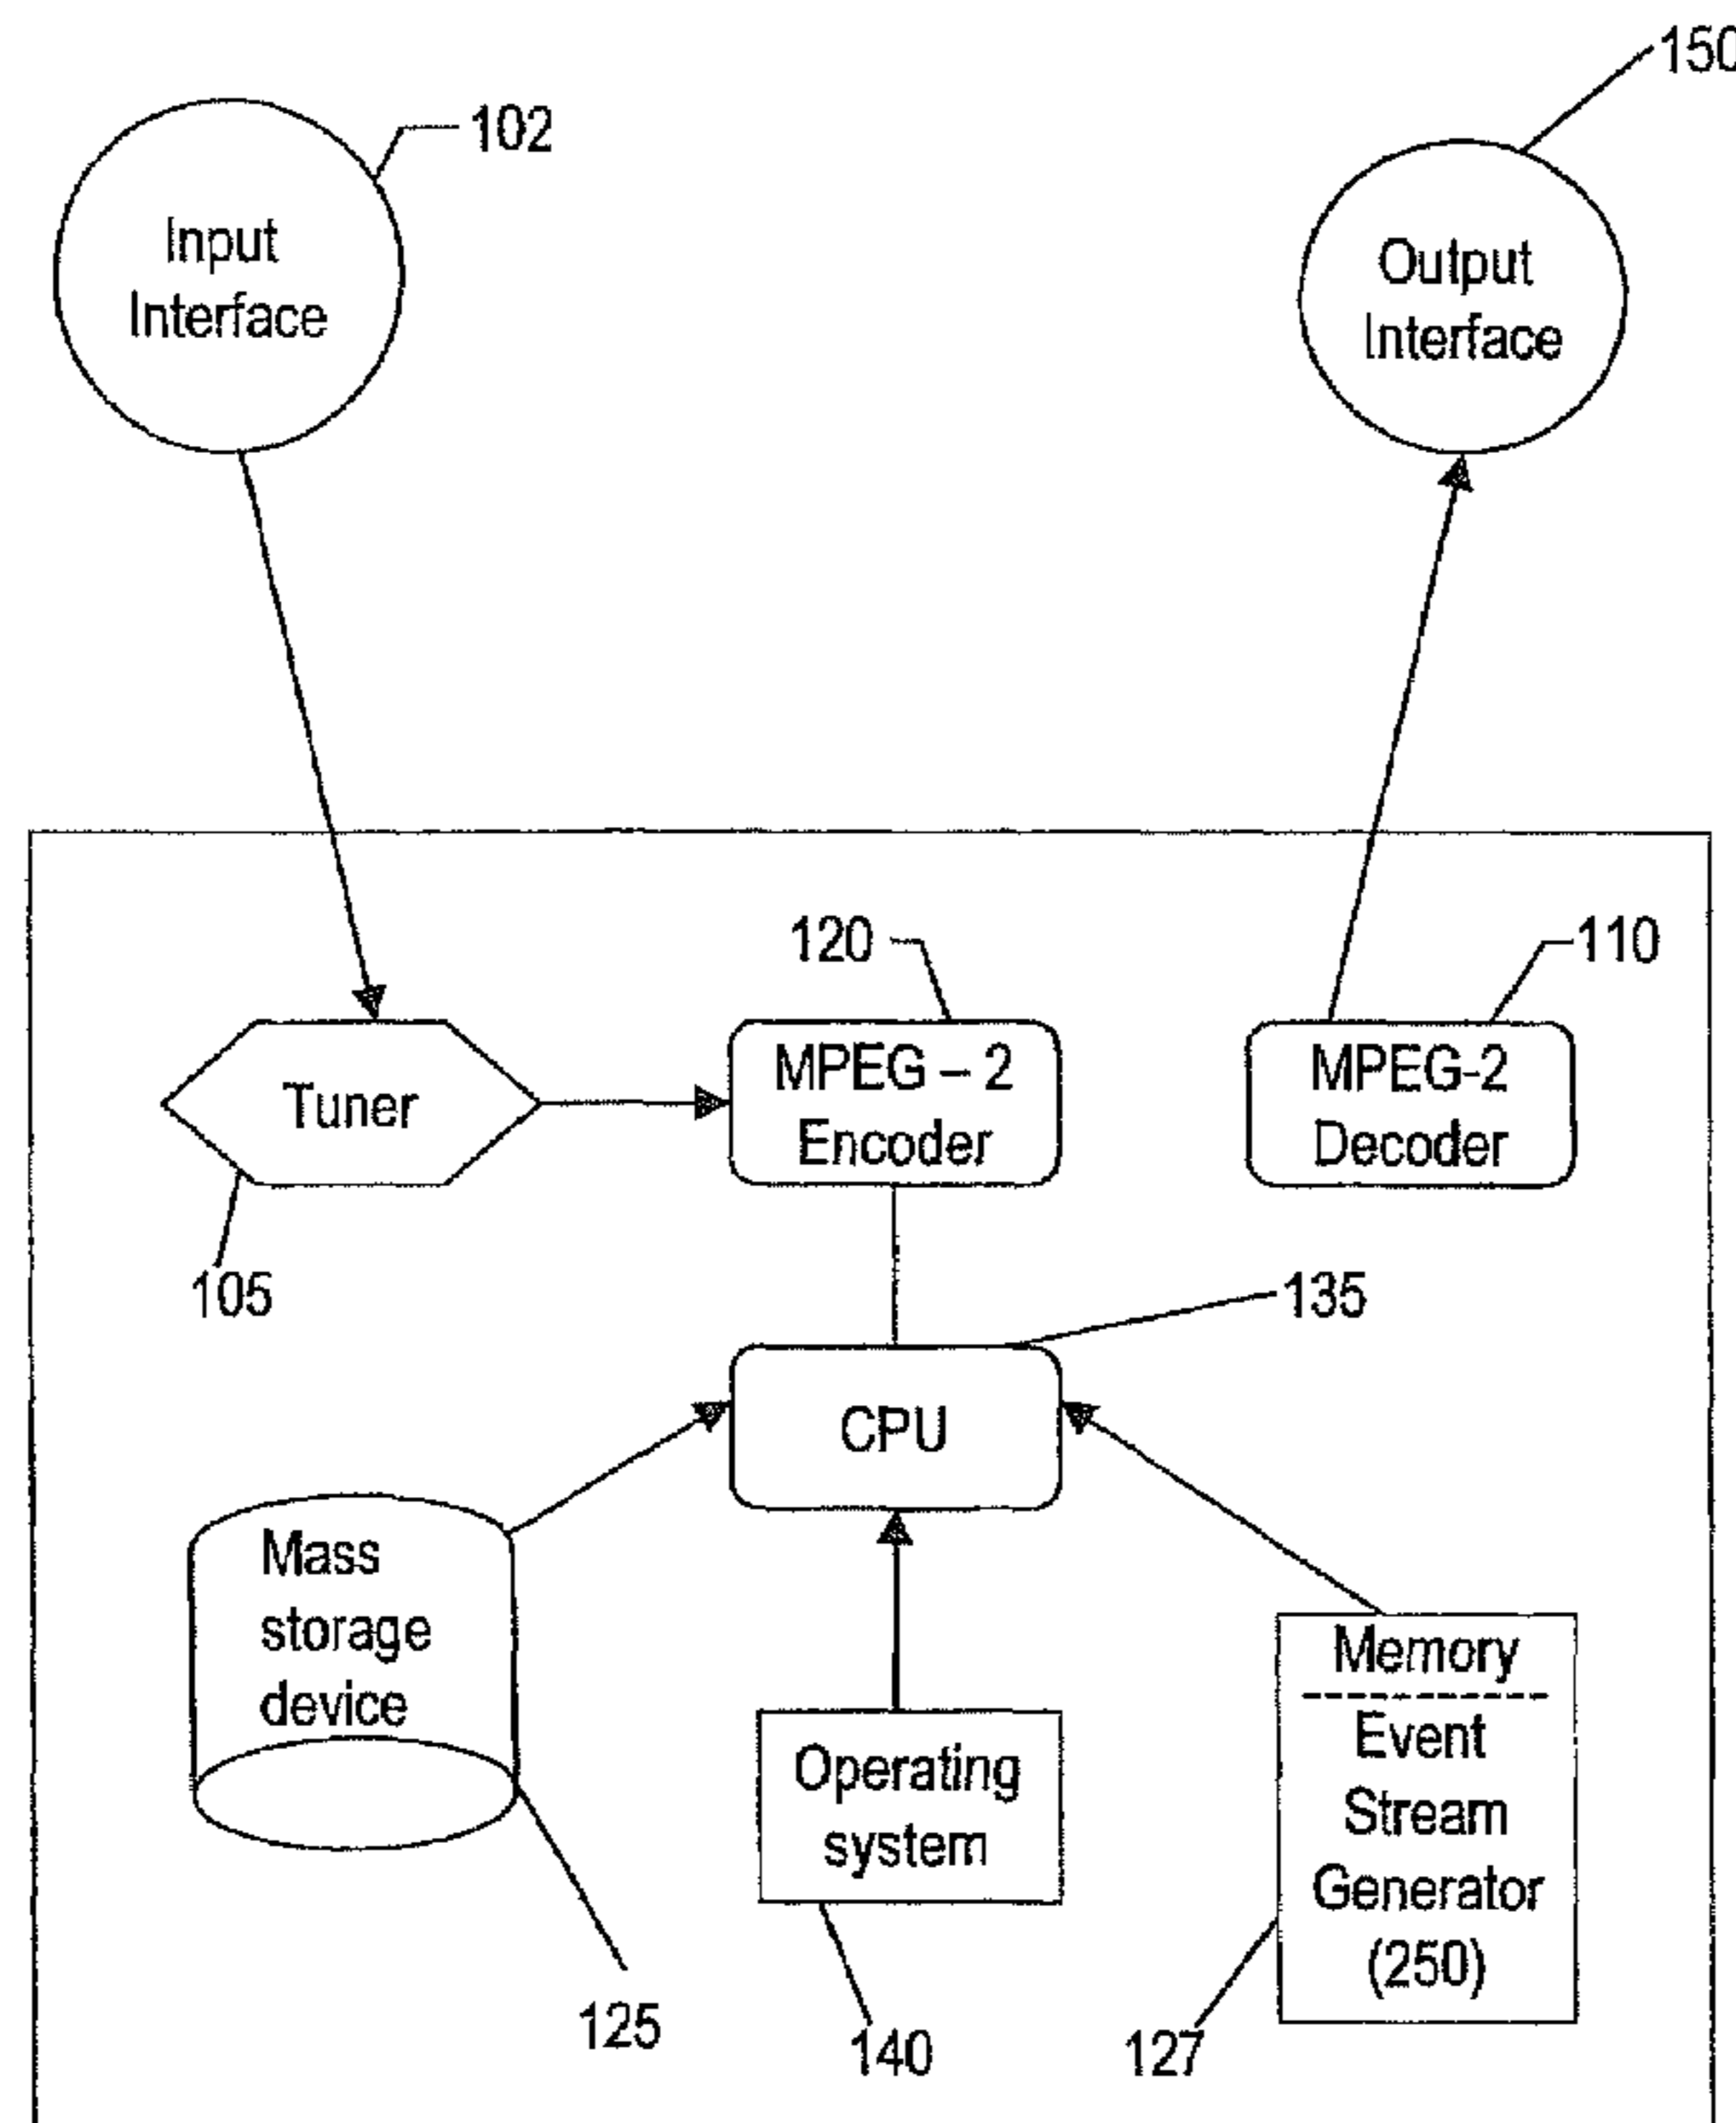 150
102
Input
Interface
Output
Interface
120
110
Tuner
MPEG – 2
Encoder
MPEG-2
Decoder
105
135
CPU
Mass
storage
device
Operating
system
Memory
Event
Stream
Generator
(250)
125
140
127